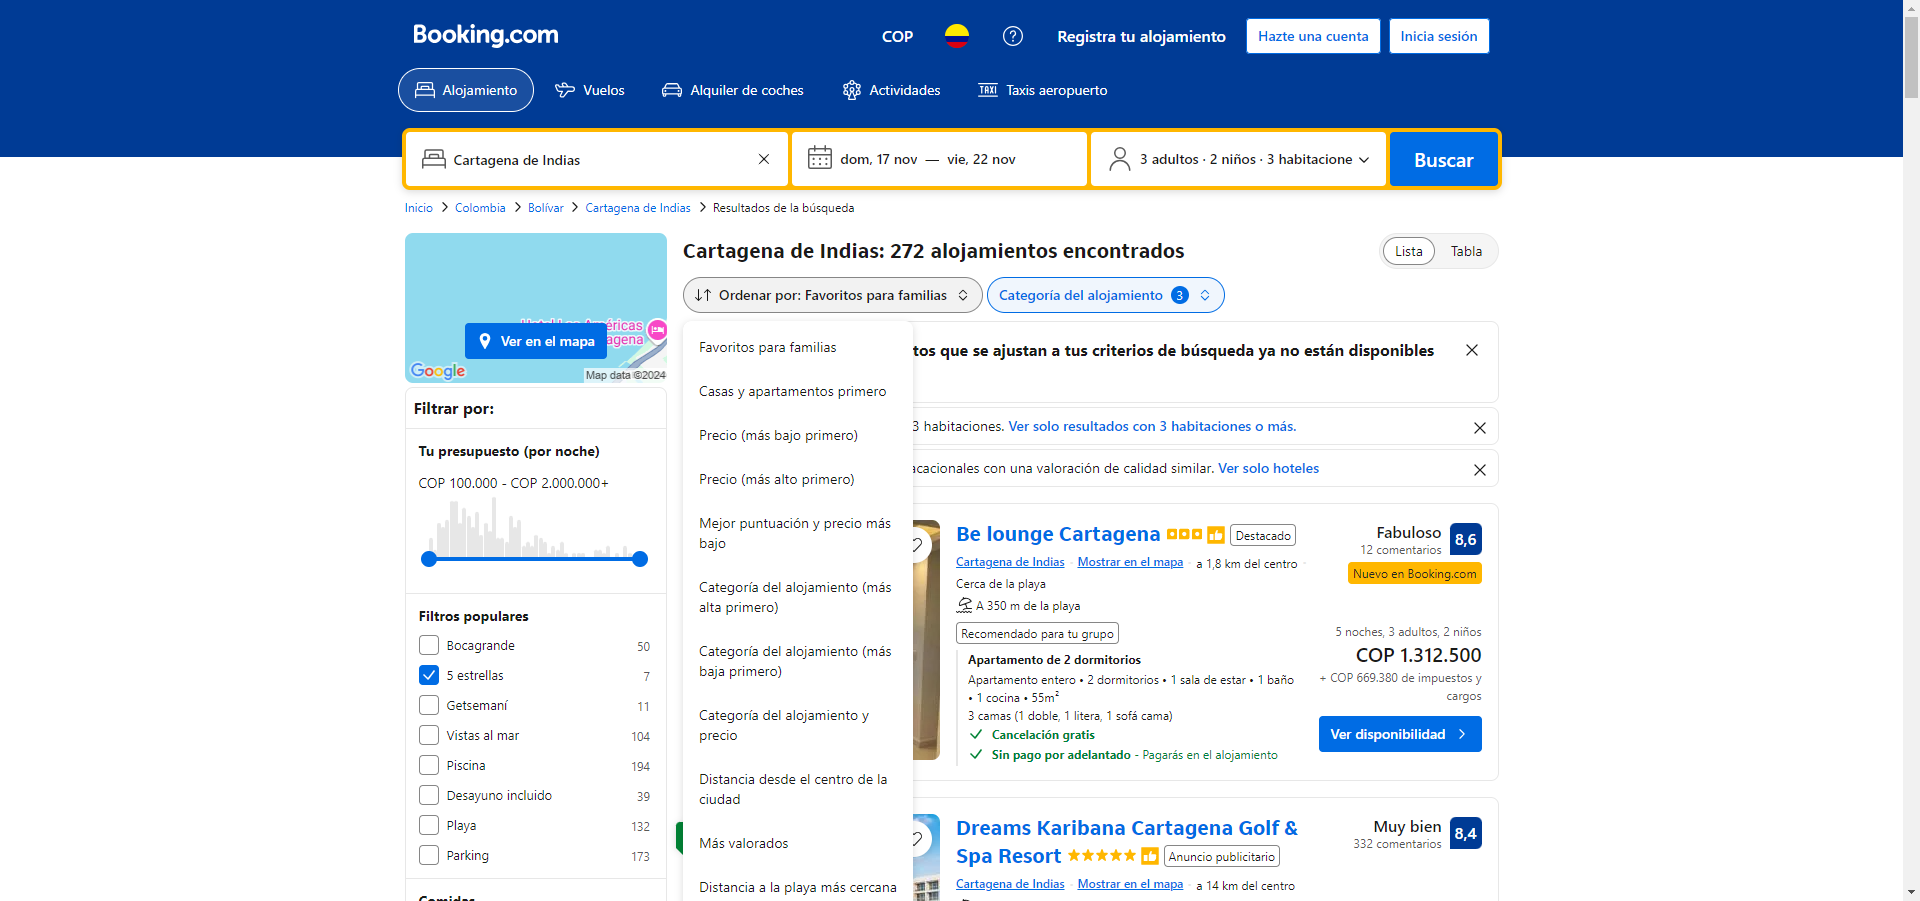 Booking.com
COP
Registra tu alojamiento
Hazte una cuenta
Inicia sesión
Alojamiento
Vuelos
Alquiler de coches
Actividades
TAXI Taxis aeropuerto
Cartagena de Indias
dom, 17 nov — vie, 22 nov
3 adultos · 2 niños · 3 habitacione
Buscar
Inicio > Colombia > Bolívar > Cartagena de Indias > Resultados de la búsqueda
Ver en el mapa
Google
Map data ©2024
Filtrar por:
Tu presupuesto (por noche)
COP 100.000 - COP 2.000.000+
Filtros populares
Bocagrande 50
5 estrellas 7
Getsemaní 11
Vistas al mar 104
Piscina 194
Desayuno incluido 39
Playa 132
Parking 173
Cartagena de Indias: 272 alojamientos encontrados
Lista
Tabla
Ordenar por: Favoritos para familias
Categoría del alojamiento 3
Favoritos para familias
Casas y apartamentos primero
Precio (más bajo primero)
Precio (más alto primero)
Mejor puntuación y precio más
bajo
Categoría del alojamiento (más
alta primero)
Categoría del alojamiento (más
baja primero)
Categoría del alojamiento y
precio
Distancia desde el centro de la
ciudad
Más valorados
Distancia a la playa más cercana
tos que se ajustan a tus criterios de búsqueda ya no están disponibles
3 habitaciones. Ver solo resultados con 3 habitaciones o más.
acacionales con una valoración de calidad similar. Ver solo hoteles
Be lounge Cartagena
Destacado
Cartagena de Indias · Mostrar en el mapa · a 1,8 km del centro ·
Cerca de la playa
A 350 m de la playa
Recomendado para tu grupo
Apartamento de 2 dormitorios
Apartamento entero • 2 dormitorios • 1 sala de estar • 1 baño
• 1 cocina • 55m²
3 camas (1 doble, 1 litera, 1 sofá cama)
Cancelación gratis
Sin pago por adelantado - Pagarás en el alojamiento
Fabuloso
12 comentarios
8,6
Nuevo en Booking.com
5 noches, 3 adultos, 2 niños
COP 1.312.500
+ COP 669.380 de impuestos y
cargos
Ver disponibilidad
Dreams Karibana Cartagena Golf &
Spa Resort
Anuncio publicitario
Cartagena de Indias · Mostrar en el mapa · a 14 km del centro
Muy bien
332 comentarios
8,4